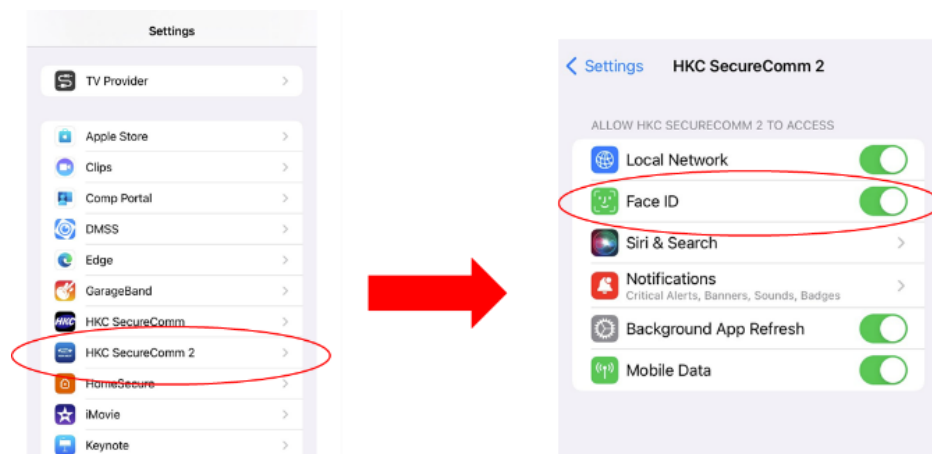 Settings
TV Provider
Apple Store
Clips
Comp Portal
DMSS
Edge
GarageBand
HKC
HKC SecureComm
HKC SecureComm 2
HomeSecure
iMovie
Keynote
Settings HKC SecureComm 2
ALLOW HKC SECURECOMM 2 TO ACCESS
Local Network
Face ID
Siri & Search
Notifications
Critical Alerts, Banners, Sounds, Badges
Background App Refresh
Mobile Data